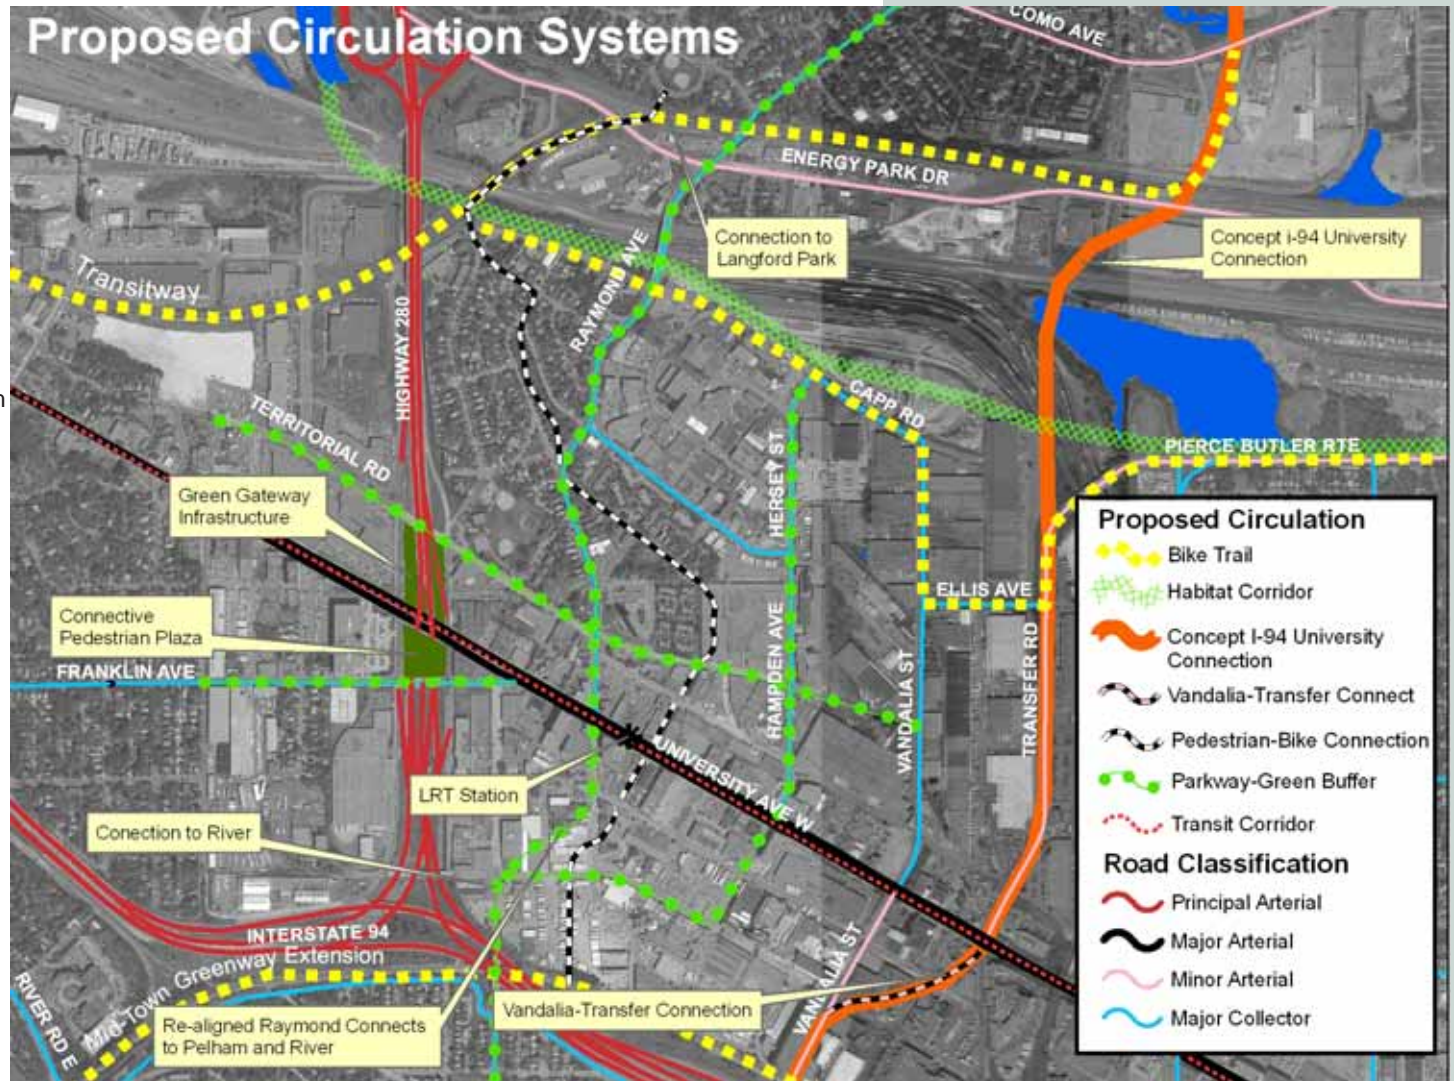 Proposed Circulation Systems
COMO AVE
ENERGY PARK DR
Connection to
Langford Park
Concept i-94 University
Connection
RAYMOND AVE
Transitway
HIGHWAY 280
n
TERRITORIAL RD
CAPP RD
PIERCE BUTLER RTE
HERSEY ST
Green Gateway
Infrastructure
ELLIS AVE
Connective
Pedestrian Plaza
FRANKLIN AVE
HAMPDEN AVE
VANDALIA ST
TRANSFER RD
UNIVERSITY AVE W
LRT Station
Conection to River
INTERSTATE 94
Mid-Town Greenway Extension
RIVER RD E
VANDALIA ST
Vandalia-Transfer Connection
Re-aligned Raymond Connects
to Pelham and River
Proposed Circulation
Bike Trail
Habitat Corridor
Concept I-94 University
Connection
Vandalia-Transfer Connect
Pedestrian-Bike Connection
Parkway-Green Buffer
Transit Corridor
Road Classification
Principal Arterial
Major Arterial
Minor Arterial
Major Collector